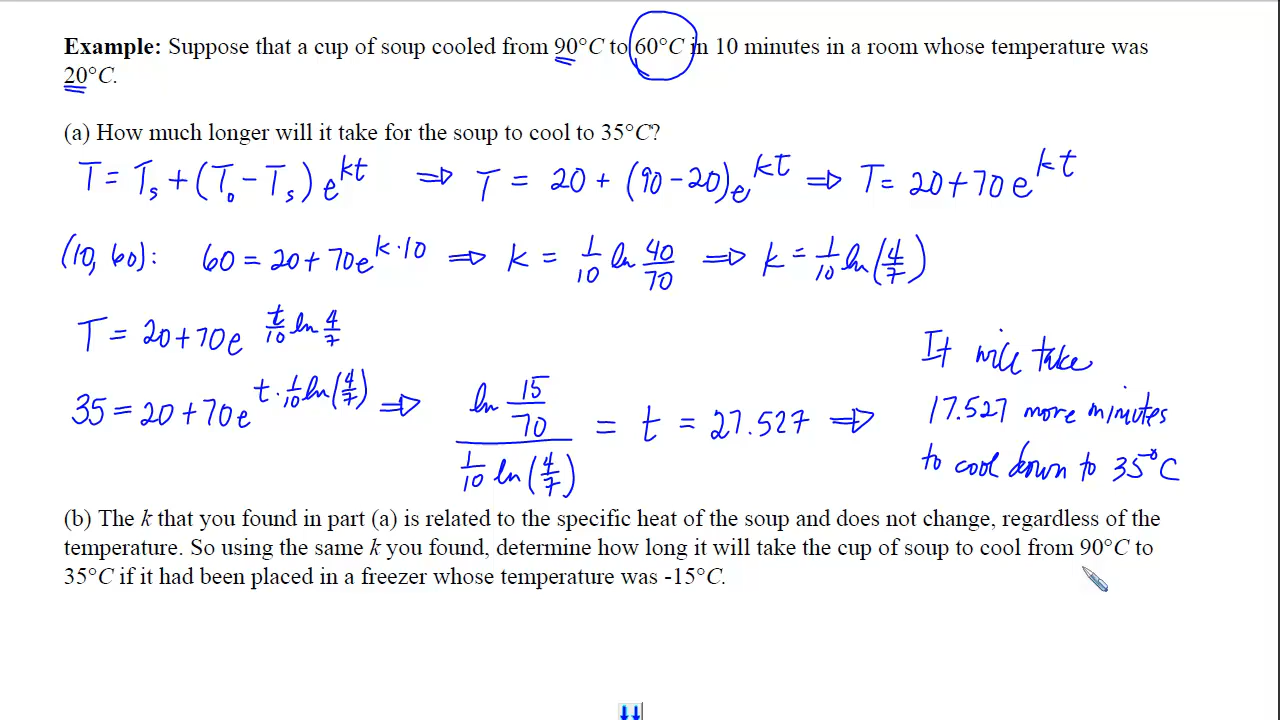 Example: Suppose that a cup of soup cooled from 90°C to 60°C in 10 minutes in a room whose temperature was
20°C.
(a) How much longer will it take for the soup to cool to 35°C?
T = Ts + (T₀ - Ts) e^kt ⇒ T = 20 + (90 - 20) e^kt ⇒ T = 20 + 70 e^kt
(10, 60): 60 = 20 + 70e^k·10 ⇒ k = 1/10 ln 40/70 ⇒ k = 1/10 ln(4/7)
T = 20 + 70e^(t/10 ln 4/7)
35 = 20 + 70e^(t·1/10 ln(4/7)) ⇒ (ln 15/70)/(1/10 ln(4/7)) = t = 27.527 ⇒
It will take
17.527 more minutes
to cool down to 35°C
(b) The k that you found in part (a) is related to the specific heat of the soup and does not change, regardless of the
temperature. So using the same k you found, determine how long it will take the cup of soup to cool from 90°C to
35°C if it had been placed in a freezer whose temperature was -15°C.